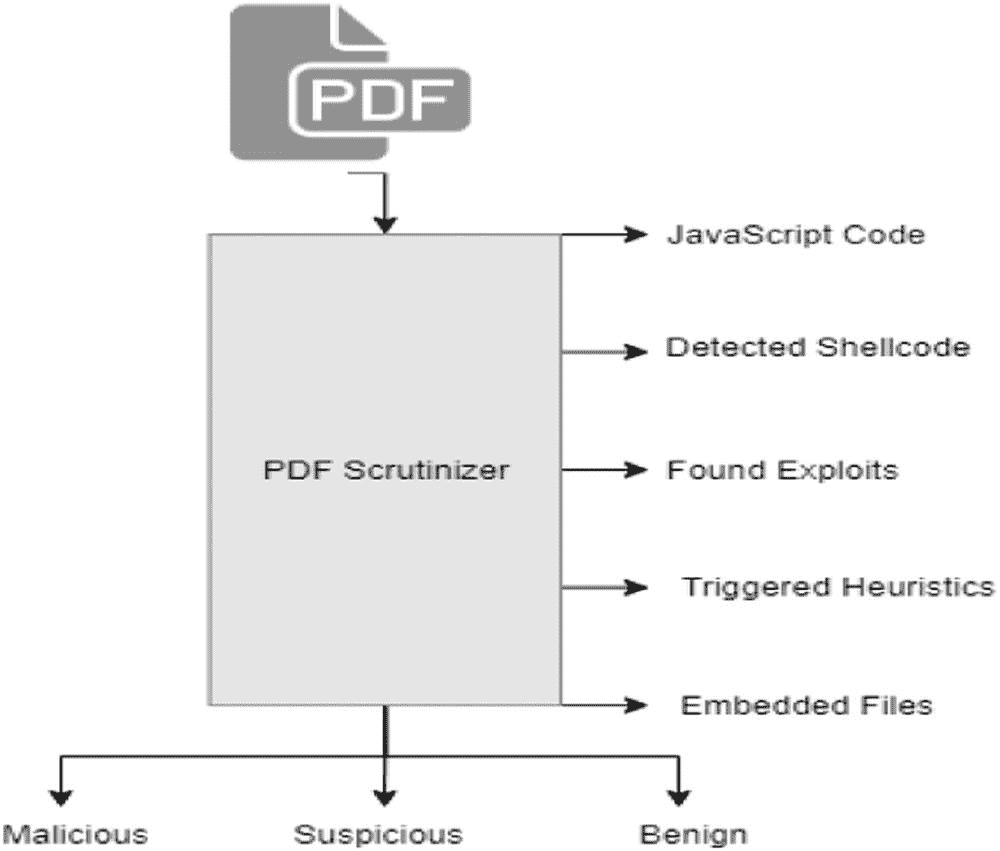 PDF
JavaScript Code
Detected Shellcode
PDF Scrutinizer
Found Exploits
Triggered Heuristics
Embedded Files
Malicious
Suspicious
Benign